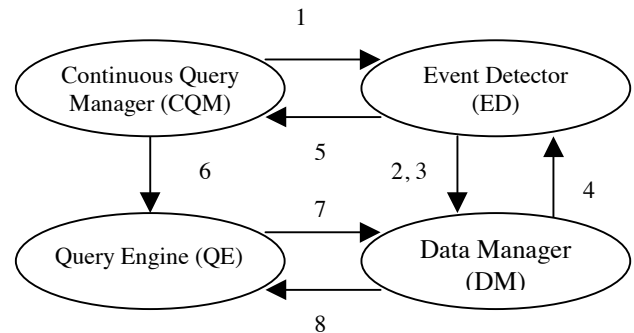 1
Continuous Query
Manager (CQM)
Event Detector
(ED)
5
6
2, 3
4
7
Query Engine (QE)
Data Manager
(DM)
8